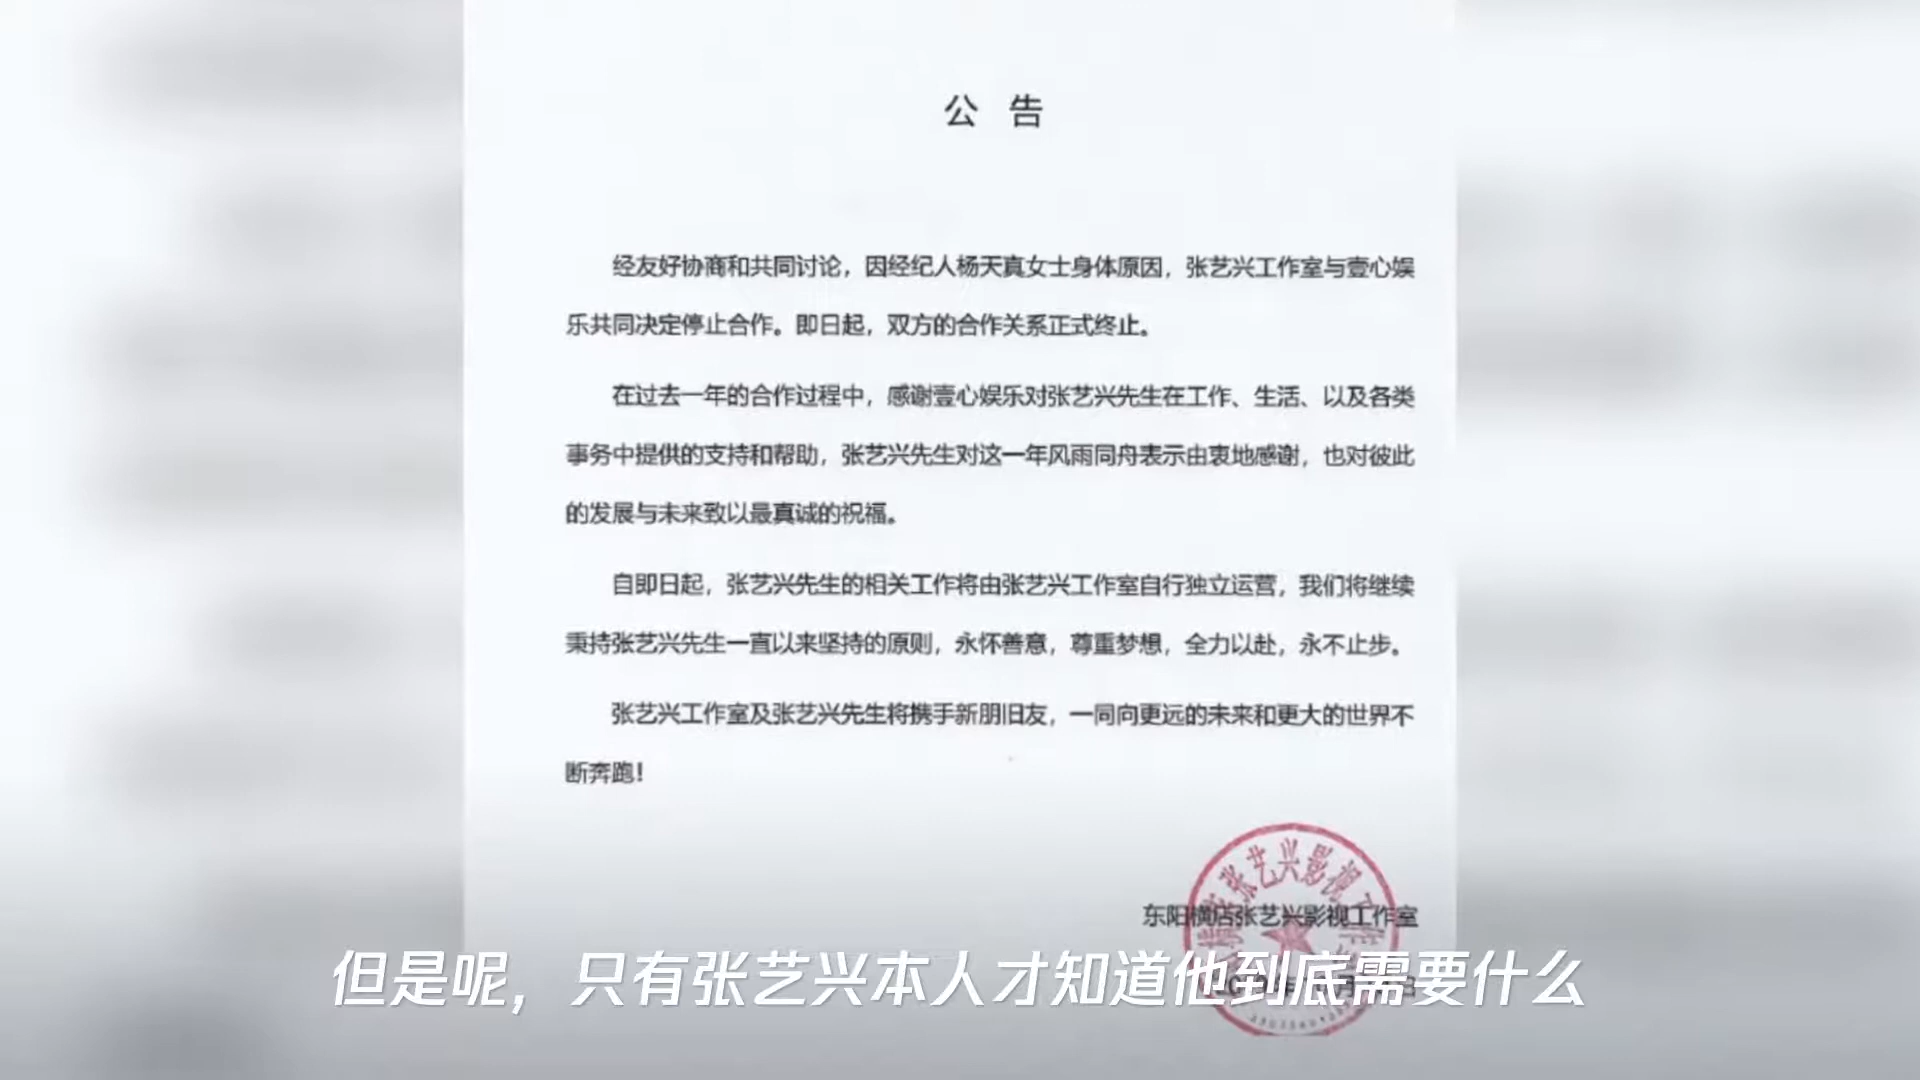 公 告
经友好协商和共同讨论，因经纪人杨天真女士身体原因，张艺兴工作室与壹心娱
乐共同决定停止合作。即日起，双方的合作关系正式终止。
在过去一年的合作过程中，感谢壹心娱乐对张艺兴先生在工作、生活、以及各类
事务中提供的支持和帮助，张艺兴先生对这一年风雨同舟表示由衷地感谢，也对彼此
的发展与未来致以最真诚的祝福。
自即日起，张艺兴先生的相关工作将由张艺兴工作室自行独立运营，我们将继续
秉持张艺兴先生一直以来坚持的原则，永怀善意，尊重梦想，全力以赴，永不止步。
张艺兴工作室及张艺兴先生将携手新朋旧友，一同向更远的未来和更大的世界不
断奔跑！
张艺兴影视
东阳横店张艺兴影视工作室
但是呢，只有张艺兴本人才知道他到底需要什么